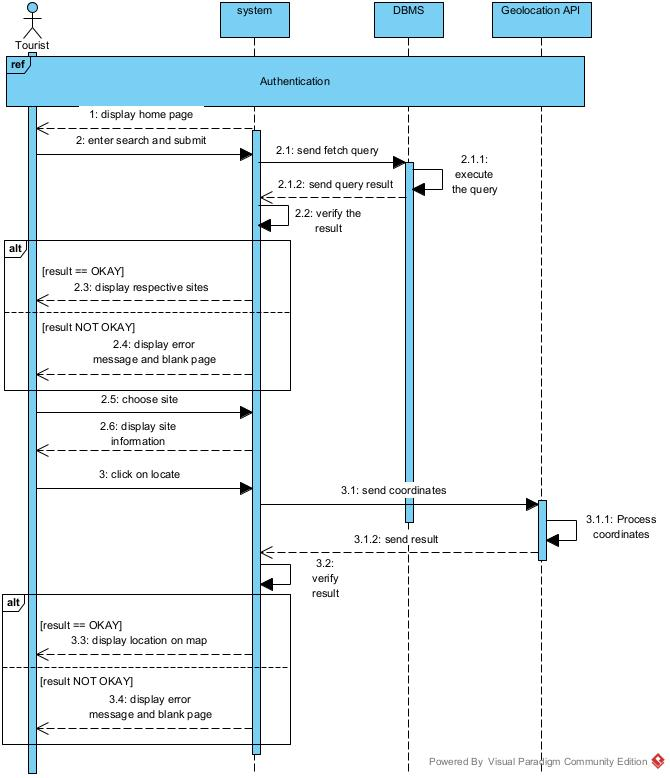 system
DBMS
Geolocation API
Tourist
ref
Authentication
1: display home page
2: enter search and submit
2.1: send fetch query
2.1.1:
execute
the query
2.1.2: send query result
2.2: verify the
result
alt
[result == OKAY]
2.3: display respective sites
[result NOT OKAY]
2.4: display error
message and blank page
2.5: choose site
2.6: display site
information
3: click on locate
3.1: send coordinates
3.1.1: Process
coordinates
3.1.2: send result
3.2:
verify
result
alt
[result == OKAY]
3.3: display location on map
[result NOT OKAY]
3.4: display error
message and blank page
Powered By Visual Paradigm Community Edition